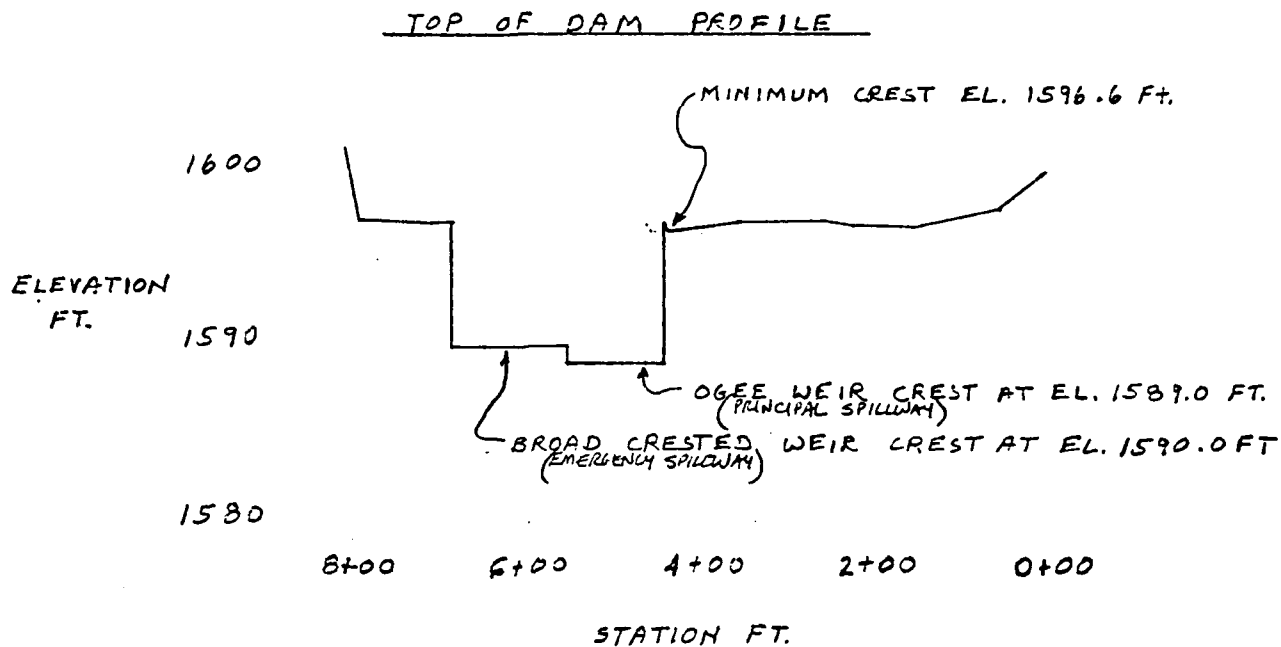 TOP OF DAM PROFILE
MINIMUM CREST EL. 1596.6 Ft.
1600
ELEVATION
FT.
1590
OGEE WEIR CREST AT EL. 1589.0 FT.
(PRINCIPAL SPILLWAY)
BROAD CRESTED WEIR CREST AT EL. 1590.0 FT
(EMERGENCY SPILLWAY)
1580
8+00 6+00 4+00 2+00 0+00
STATION FT.